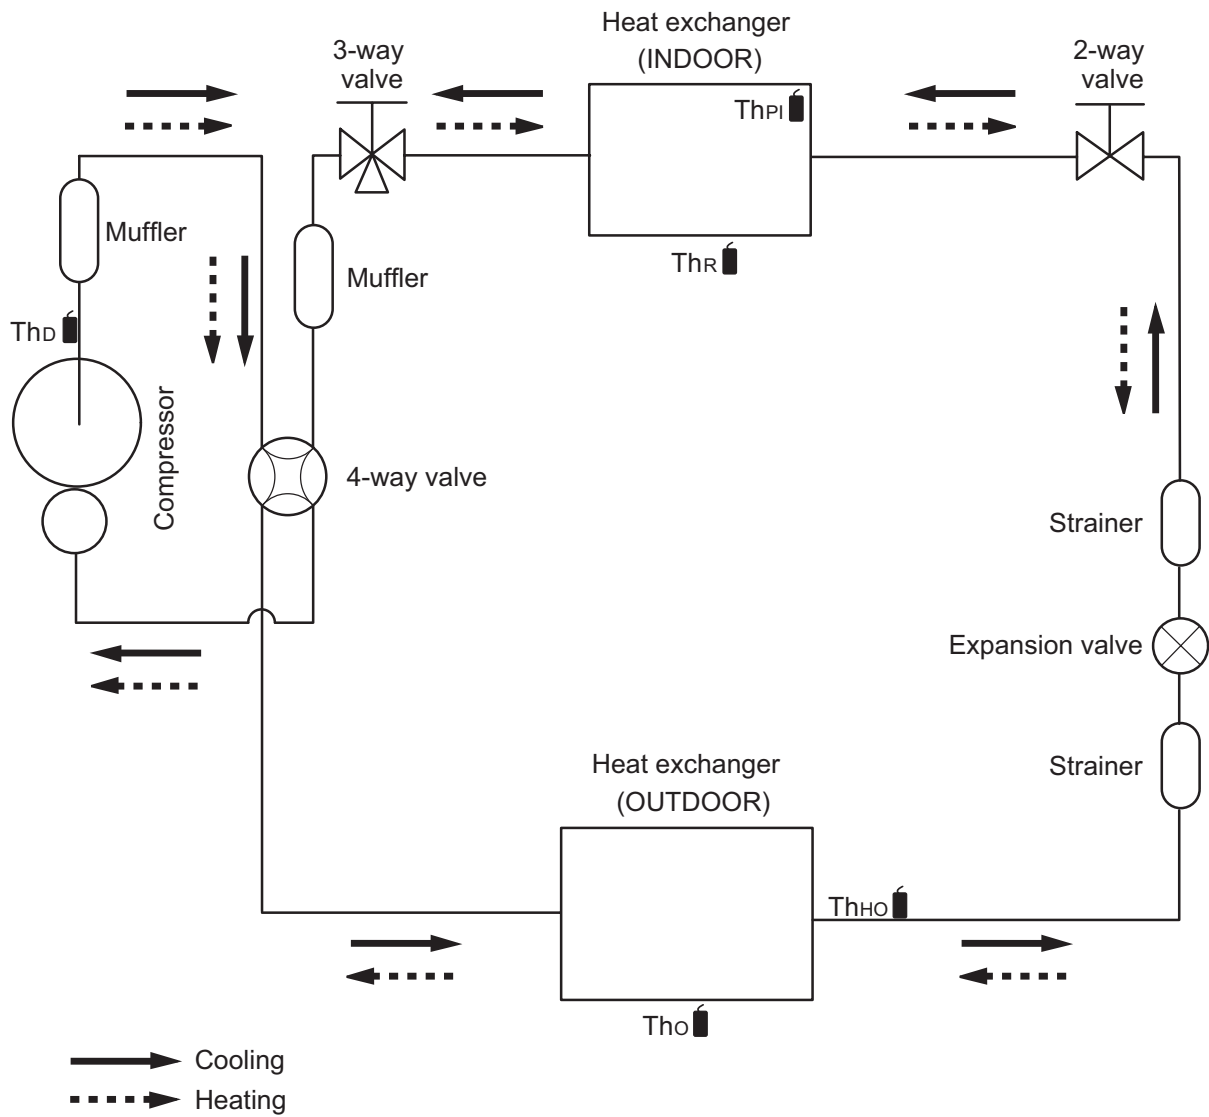 Heat exchanger
(INDOOR)
3-way
valve
2-way
valve
ThPI
Muffler
ThR
Muffler
ThD
Compressor
4-way valve
Strainer
Expansion valve
Strainer
Heat exchanger
(OUTDOOR)
ThHO
ThO
Cooling
Heating